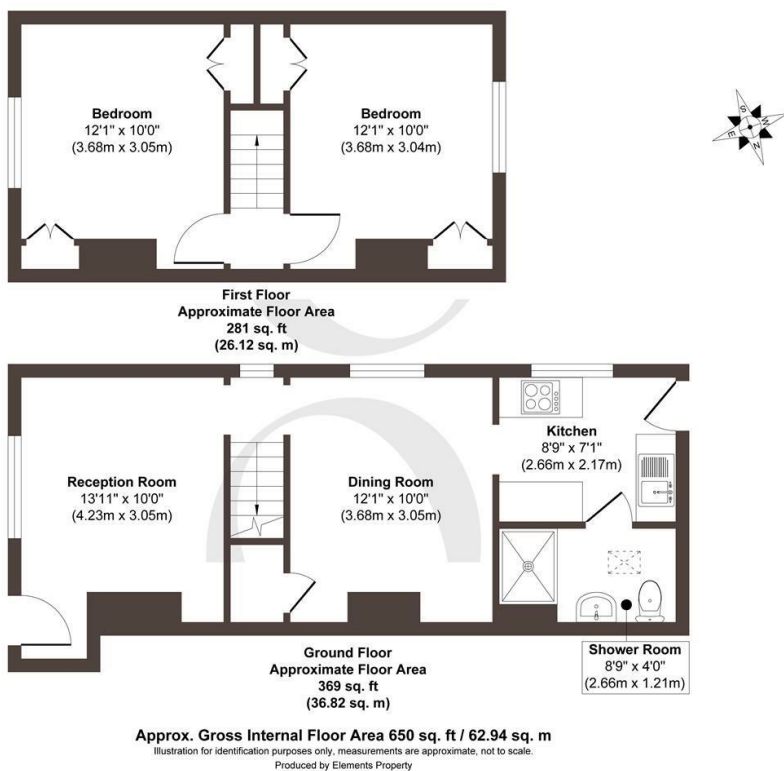 Bedroom
12'1" x 10'0"
(3.68m x 3.05m)
Bedroom
12'1" x 10'0"
(3.68m x 3.04m)
S
W
E
N
First Floor
Approximate Floor Area
281 sq. ft
(26.12 sq. m)
Reception Room
13'11" x 10'0"
(4.23m x 3.05m)
Dining Room
12'1" x 10'0"
(3.68m x 3.05m)
Kitchen
8'9" x 7'1"
(2.66m x 2.17m)
Shower Room
8'9" x 4'0"
(2.66m x 1.21m)
Ground Floor
Approximate Floor Area
369 sq. ft
(36.82 sq. m)
Approx. Gross Internal Floor Area 650 sq. ft / 62.94 sq. m
Illustration for identification purposes only, measurements are approximate, not to scale.
Produced by Elements Property